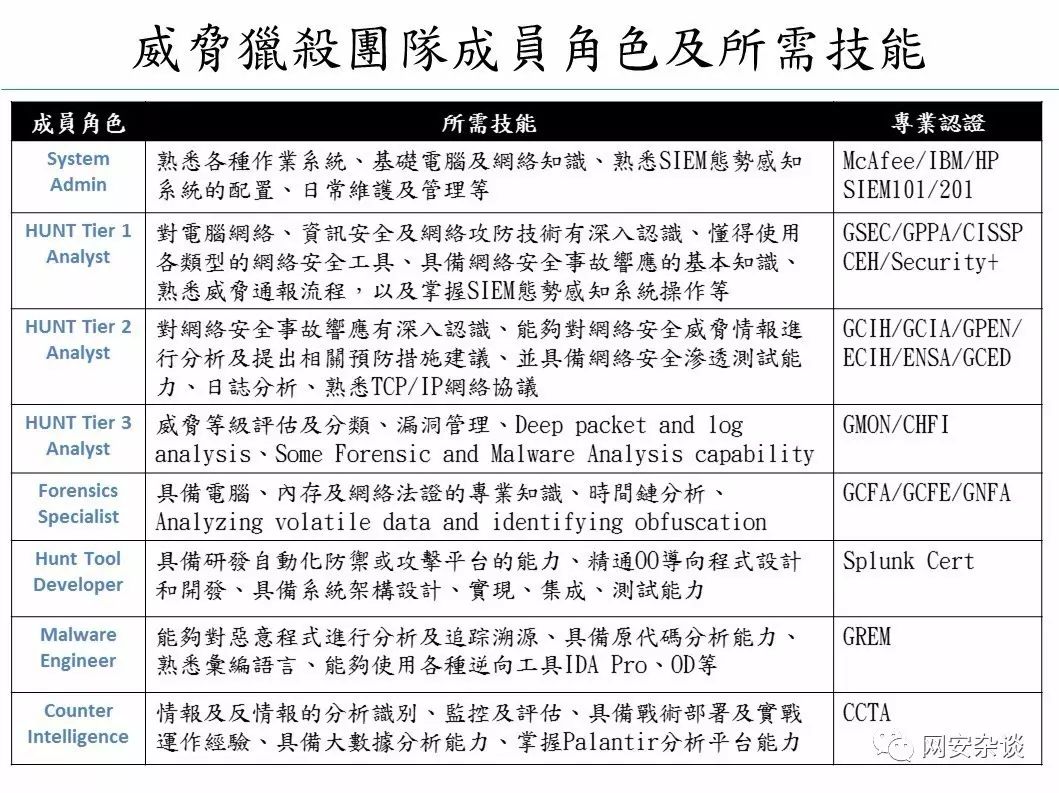 威脅獵殺團隊成員角色及所需技能
成員角色 所需技能 專業認證
System
Admin
熟悉各種作業系統、基礎電腦及網絡知識、熟悉SIEM態勢感知
系統的配置、日常維護及管理等
McAfee/IBM/HP
SIEM101/201
HUNT Tier 1
Analyst
對電腦網絡、資訊安全及網絡攻防技術有深入認識、懂得使用
各類型的網絡安全工具、具備網絡安全事故響應的基本知識、
熟悉威脅通報流程，以及掌握SIEM態勢感知系統操作等
GSEC/GPPA/CISSP
CEH/Security+
HUNT Tier 2
Analyst
對網絡安全事故響應有深入認識、能夠對網絡安全威脅情報進
行分析及提出相關預防措施建議、並具備網絡安全滲透測試能
力、日誌分析、熟悉TCP/IP網絡協議
GCIH/GCIA/GPEN/
ECIH/ENSA/GCED
HUNT Tier 3
Analyst
威脅等級評估及分類、漏洞管理、Deep packet and log
analysis、Some Forensic and Malware Analysis capability
GMON/CHFI
Forensics
Specialist
具備電腦、內存及網絡法證的專業知識、時間鏈分析、
Analyzing volatile data and identifying obfuscation
GCFA/GCFE/GNFA
Hunt Tool
Developer
具備研發自動化防禦或攻擊平台的能力、精通OO導向程式設計
和開發、具備系統架構設計、實現、集成、測試能力
Splunk Cert
Malware
Engineer
能夠對惡意程式進行分析及追踪溯源、具備原代碼分析能力、
熟悉彙編語言、能夠使用各種逆向工具IDA Pro、OD等
GREM
Counter
Intelligence
情報及反情報的分析識別、監控及評估、具備戰術部署及實戰
運作經驗、具備大數據分析能力、掌握Palantir分析平台能力
CCTA
网安杂谈